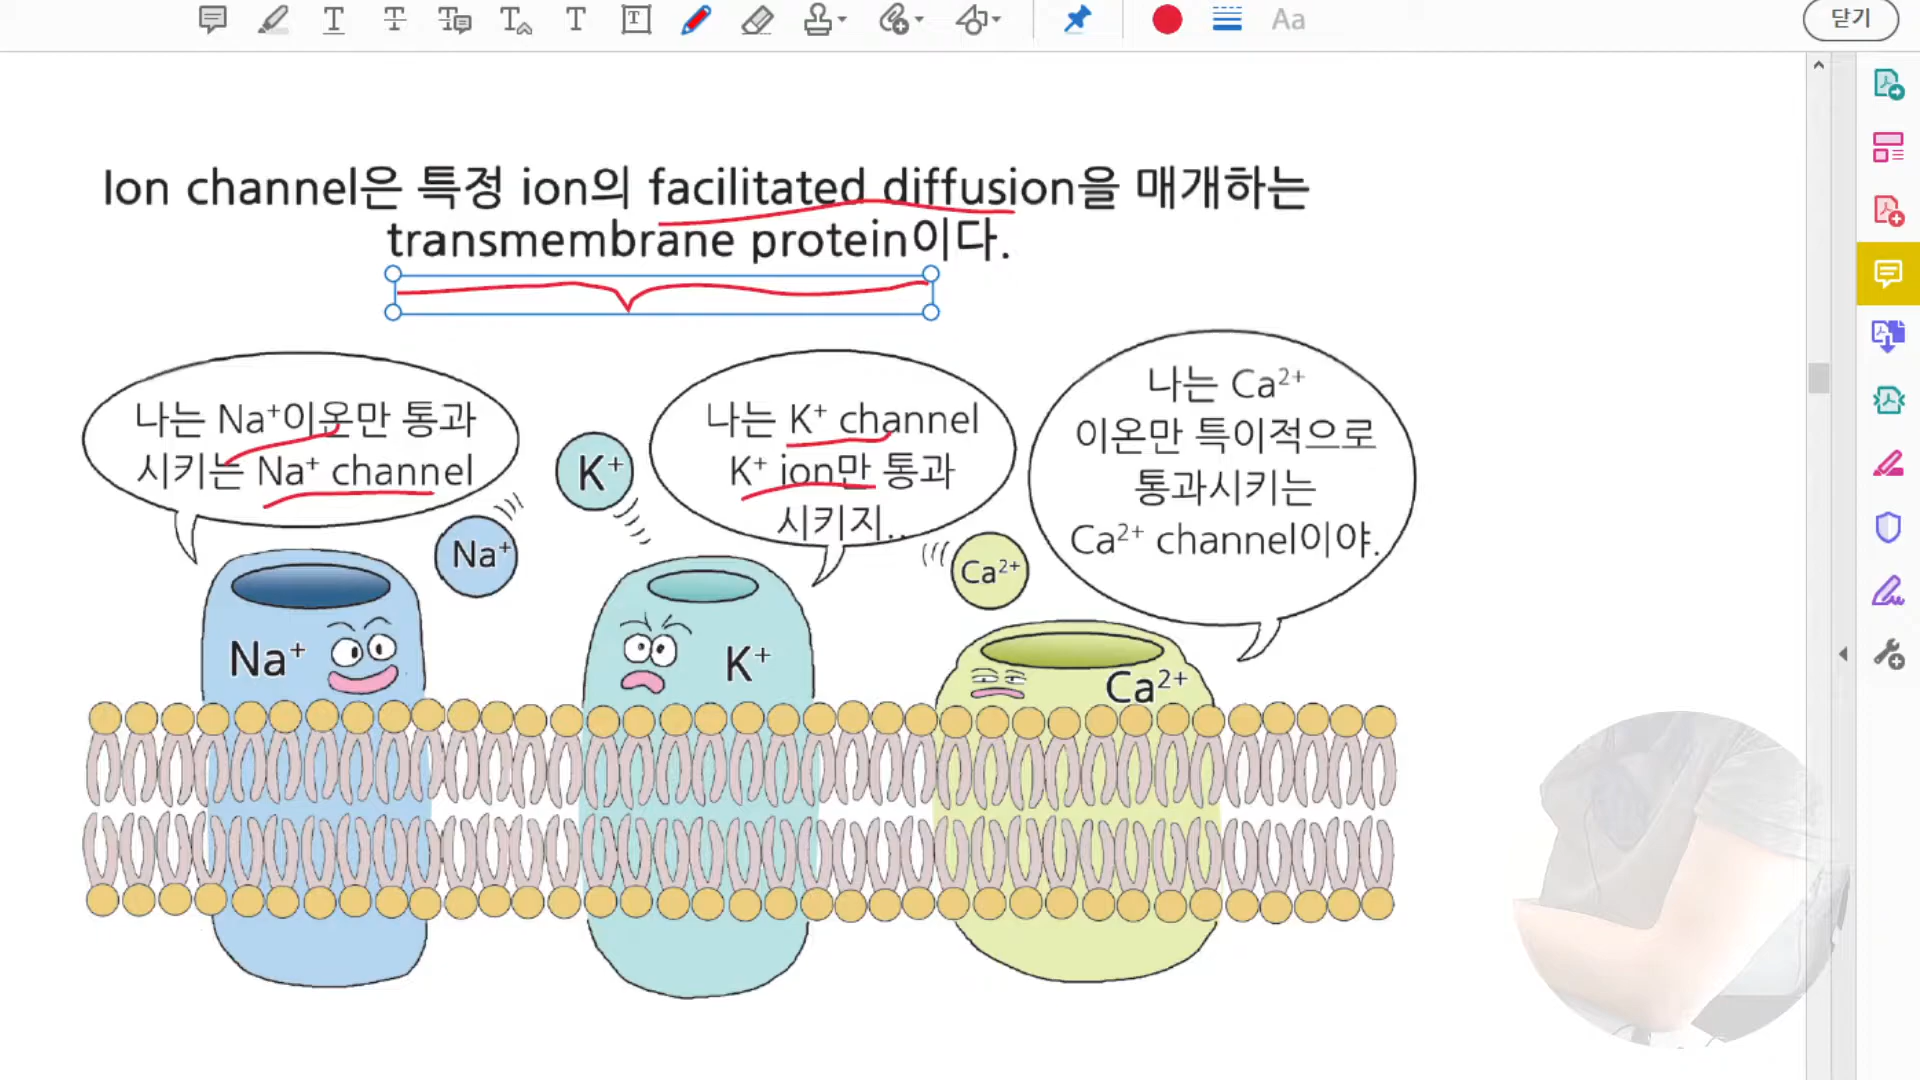 닫기
Ion channel은 특정 ion의 facilitated diffusion을 매개하는
transmembrane protein이다.
나는 Na⁺이온만 통과
시키는 Na⁺ channel
K⁺
나는 K⁺ channel
K⁺ ion만 통과
시키지..
나는 Ca²⁺
이온만 특이적으로
통과시키는
Ca²⁺ channel이야.
Na⁺
Ca²⁺
Na⁺
K⁺
Ca²⁺